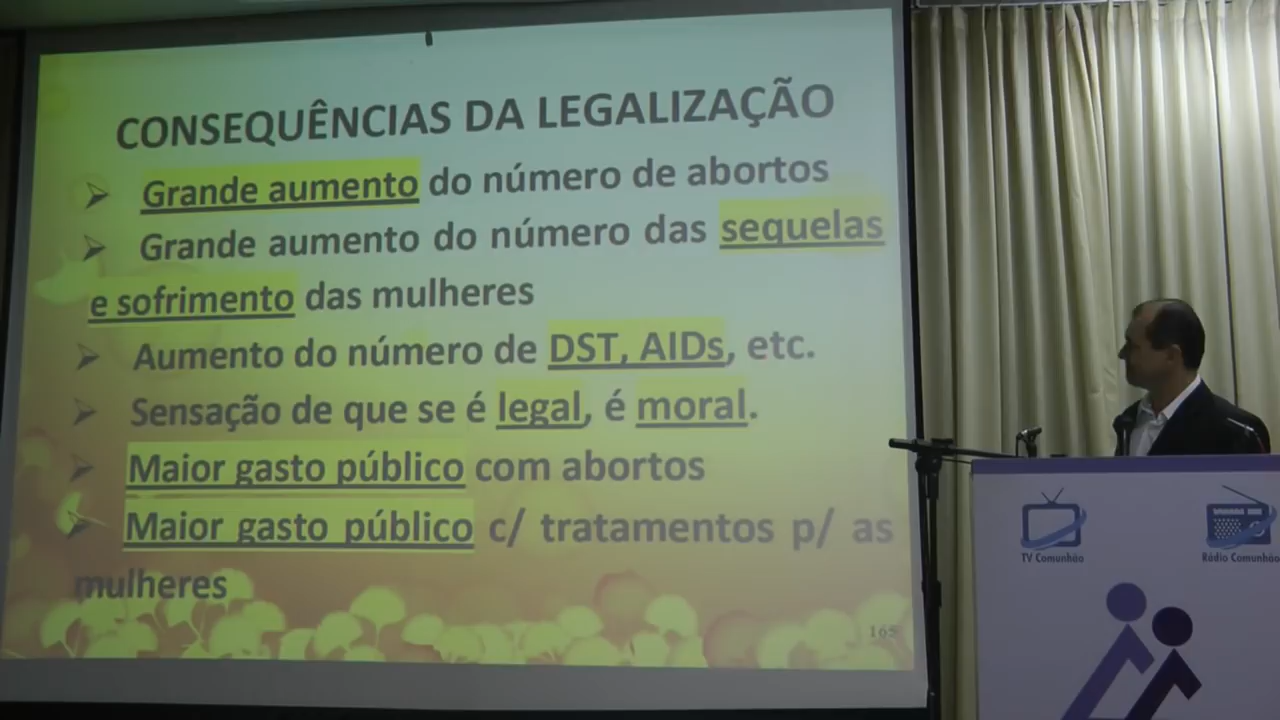 CONSEQUÊNCIAS DA LEGALIZAÇÃO
➢ Grande aumento do número de abortos
➢ Grande aumento do número das sequelas
e sofrimento das mulheres
➢ Aumento do número de DST, AIDs, etc.
➢ Sensação de que se é legal, é moral.
➢ Maior gasto público com abortos
➢ Maior gasto público c/ tratamentos p/ as
mulheres
165
TV Comunhão
Rádio Comunhão